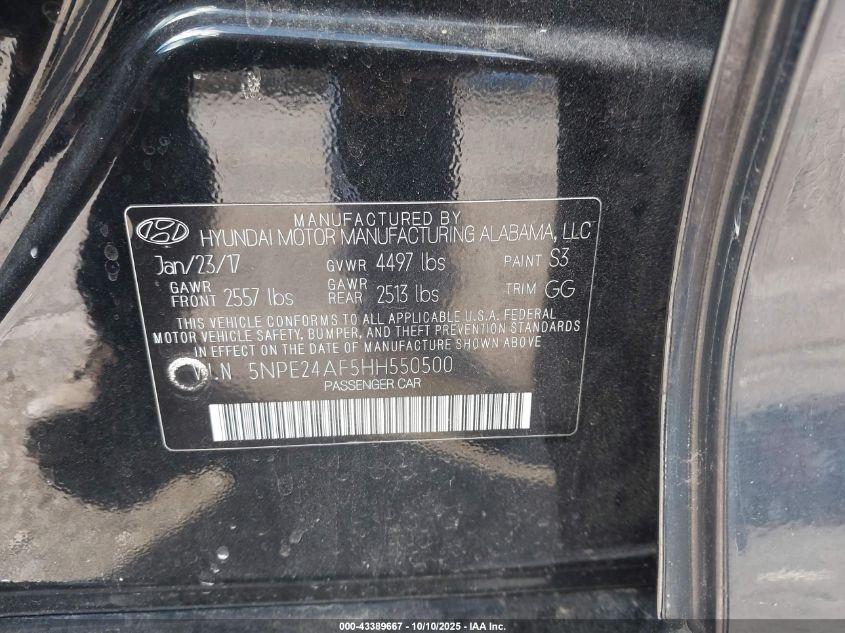 MANUFACTURED BY
HYUNDAI MOTOR MANUFACTURING ALABAMA, LLC
Jan/23/17 GVWR 4497 lbs PAINT S3
GAWR FRONT 2557 lbs GAWR REAR 2513 lbs TRIM GG
THIS VEHICLE CONFORMS TO ALL APPLICABLE U.S.A. FEDERAL
MOTOR VEHICLE SAFETY, BUMPER, AND THEFT PREVENTION STANDARDS
IN EFFECT ON THE DATE OF MANUFACTURE SHOWN ABOVE
V.I.N 5NPE24AF5HH550500
PASSENGER CAR
000-43389667 - 10/10/2025 - IAA Inc.